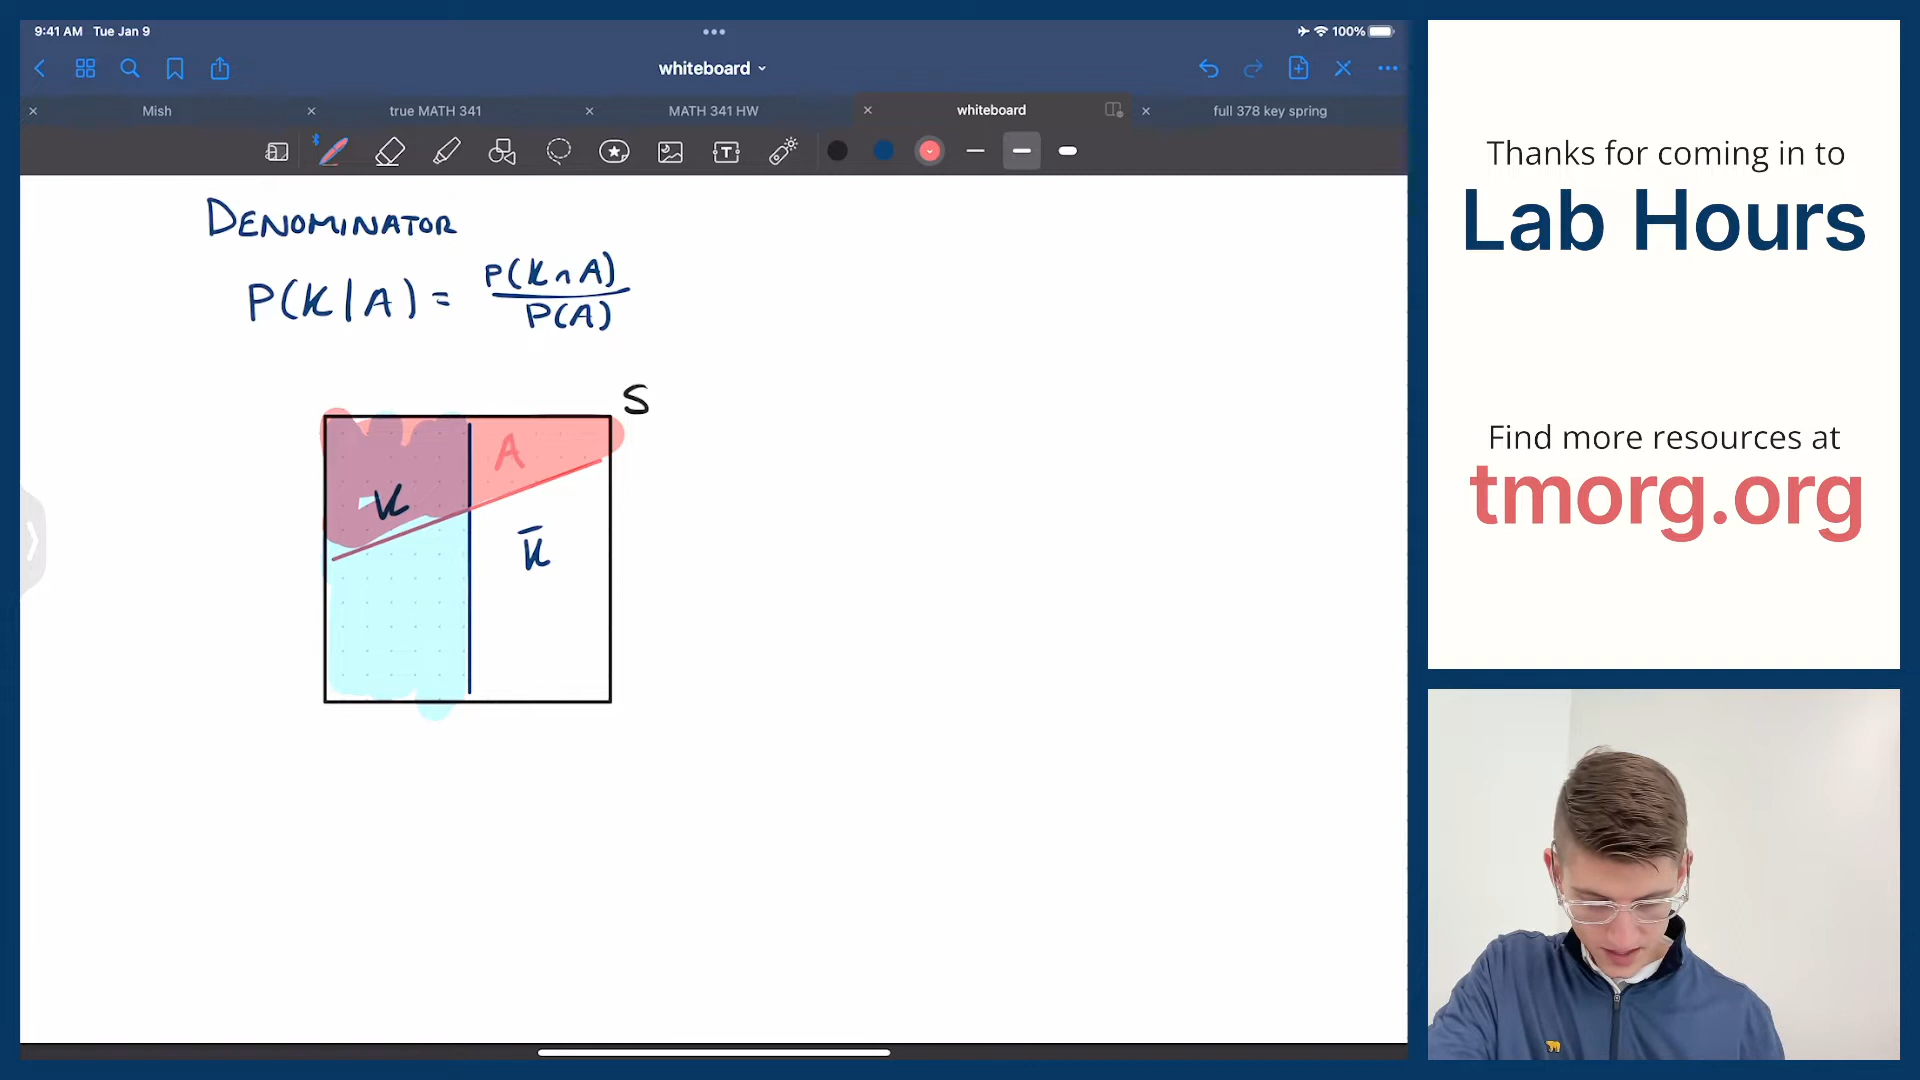 9:41 AM Tue Jan 9
100%
whiteboard
Mish
true MATH 341
MATH 341 HW
whiteboard
full 378 key spring
DENOMINATOR
P(K|A) = P(K∩A)
P(A)
S
A
K
K̄
Thanks for coming in to
Lab Hours
Find more resources at
tmorg.org